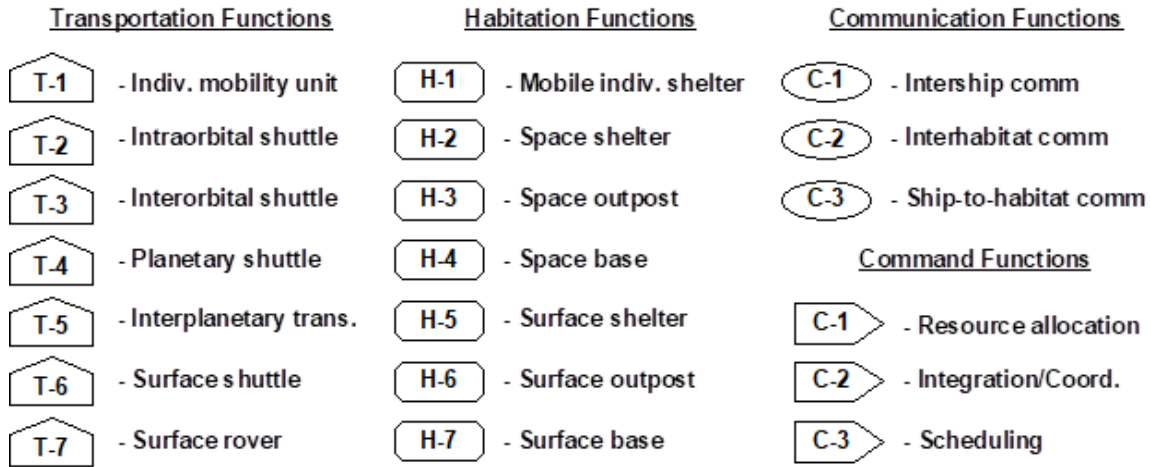 Transportation Functions
T-1 - Indiv. mobility unit
T-2 - Intraorbital shuttle
T-3 - Interorbital shuttle
T-4 - Planetary shuttle
T-5 - Interplanetary trans.
T-6 - Surface shuttle
T-7 - Surface rover
Habitation Functions
H-1 - Mobile indiv. shelter
H-2 - Space shelter
H-3 - Space outpost
H-4 - Space base
H-5 - Surface shelter
H-6 - Surface outpost
H-7 - Surface base
Communication Functions
C-1 - Intership comm
C-2 - Interhabitat comm
C-3 - Ship-to-habitat comm
Command Functions
C-1 - Resource allocation
C-2 - Integration/Coord.
C-3 - Scheduling